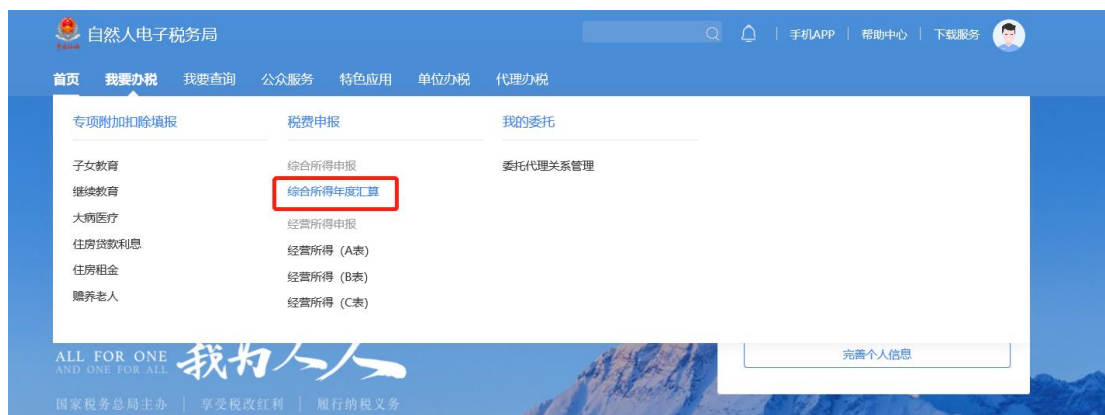 自然人电子税务局
手机APP | 帮助中心 | 下载服务
首页 我要办税 我要查询 公众服务 特色应用 单位办税 代理办税
专项附加扣除填报 税费申报 我的委托
子女教育 综合所得申报 委托代理关系管理
继续教育 综合所得年度汇算
大病医疗 经营所得申报
住房贷款利息 经营所得 (A表)
住房租金 经营所得 (B表)
赡养老人 经营所得 (C表)
ALL FOR ONE
AND ONE FOR ALL
我为人人
完善个人信息
国家税务总局主办 | 享受税改红利 | 履行纳税义务